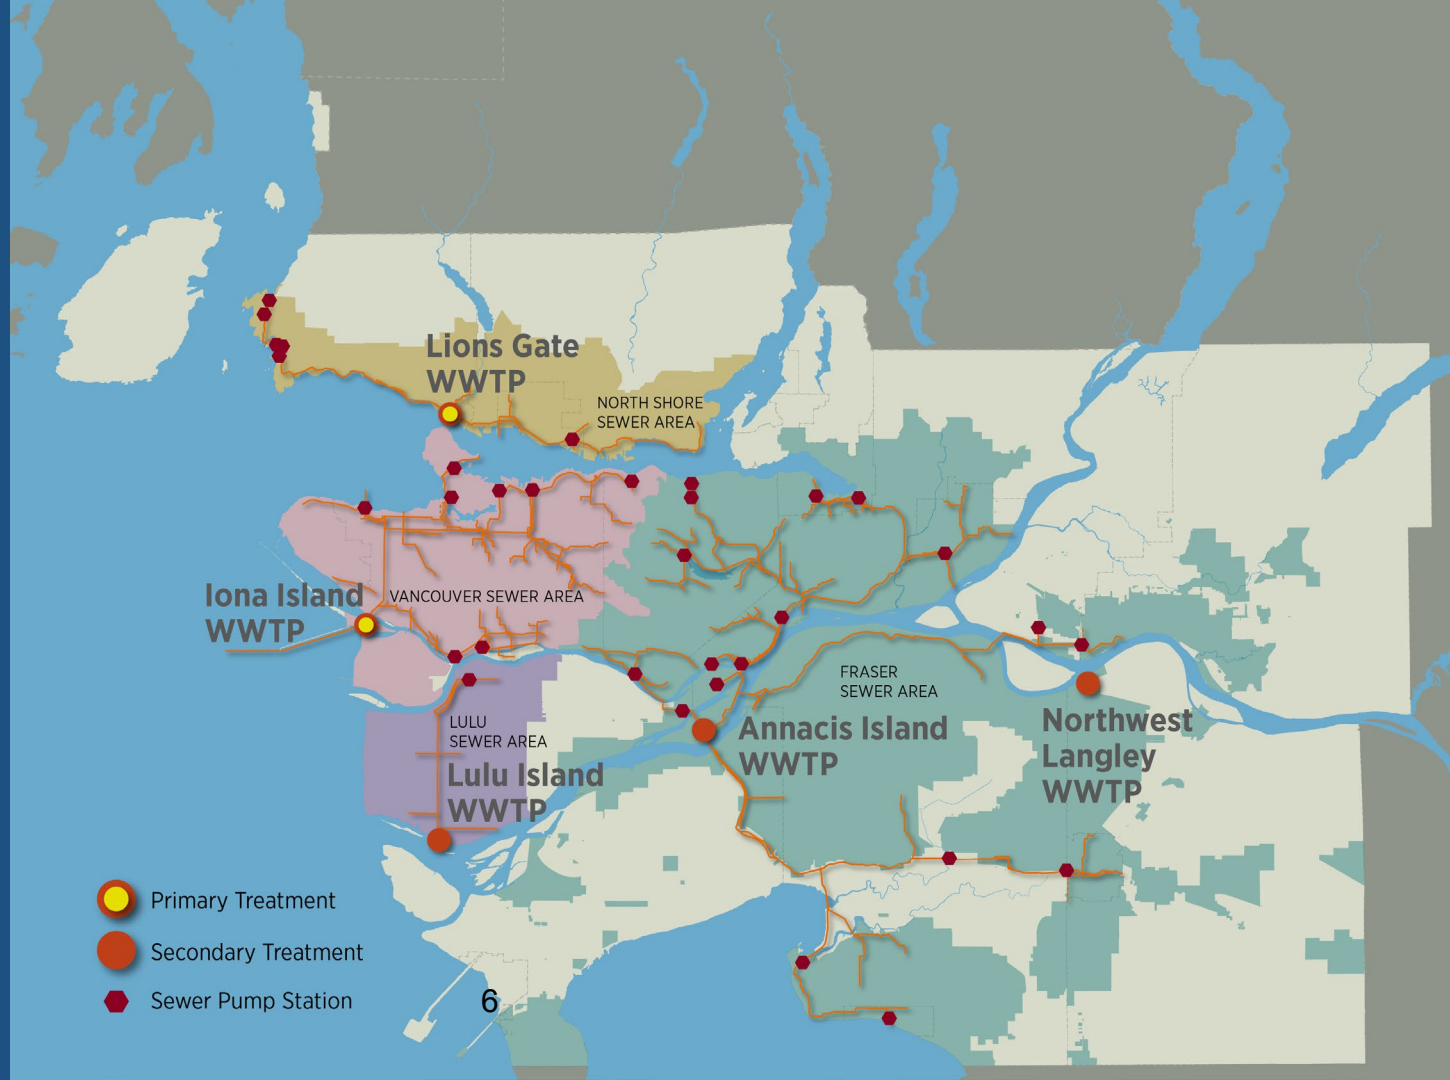 Lions Gate
WWTP
NORTH SHORE
SEWER AREA
Iona Island
WWTP
VANCOUVER SEWER AREA
FRASER
SEWER AREA
LULU
SEWER AREA
Lulu Island
WWTP
Annacis Island
WWTP
Northwest
Langley
WWTP
Primary Treatment
Secondary Treatment
Sewer Pump Station
6